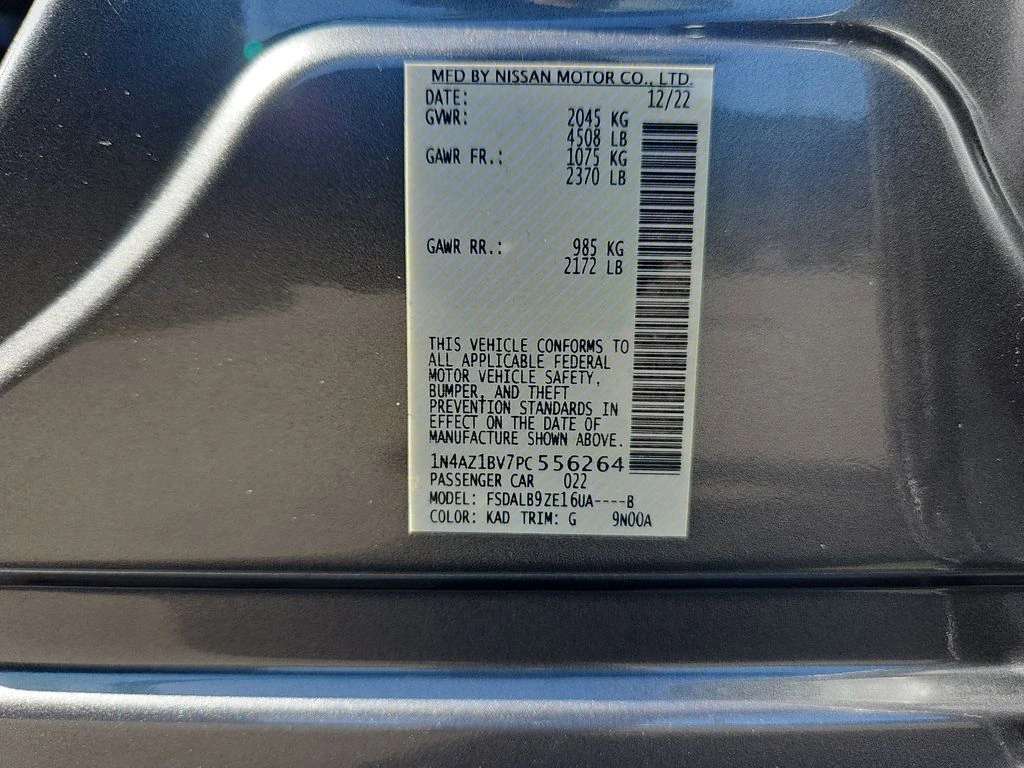 MFD BY NISSAN MOTOR CO., LTD.
DATE: 12/22
GVWR: 2045 KG
4508 LB
GAWR FR.: 1075 KG
2370 LB
GAWR RR.: 985 KG
2172 LB
THIS VEHICLE CONFORMS TO
ALL APPLICABLE FEDERAL
MOTOR VEHICLE SAFETY,
BUMPER, AND THEFT
PREVENTION STANDARDS IN
EFFECT ON THE DATE OF
MANUFACTURE SHOWN ABOVE.
1N4AZ1BV7PC556264
PASSENGER CAR 022
MODEL: FSDALB9ZE16UA----B
COLOR: KAD TRIM: G 9N00A